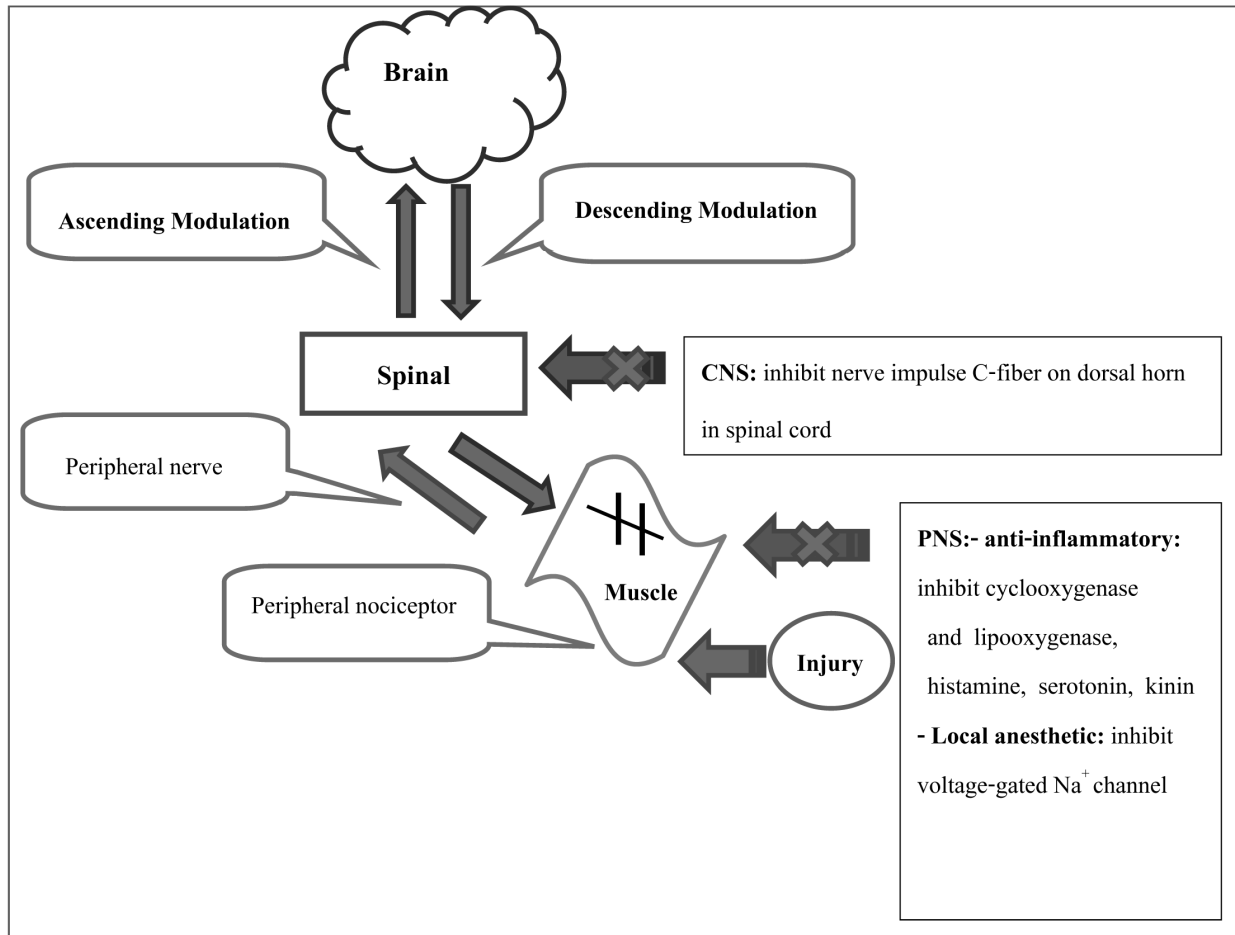 Brain
Ascending Modulation
Descending Modulation
Spinal
CNS: inhibit nerve impulse C-fiber on dorsal horn
in spinal cord
Peripheral nerve
Peripheral nociceptor
Muscle
Injury
PNS:- anti-inflammatory:
inhibit cyclooxygenase
and lipooxygenase,
histamine, serotonin, kinin
- Local anesthetic: inhibit
voltage-gated Na⁺ channel